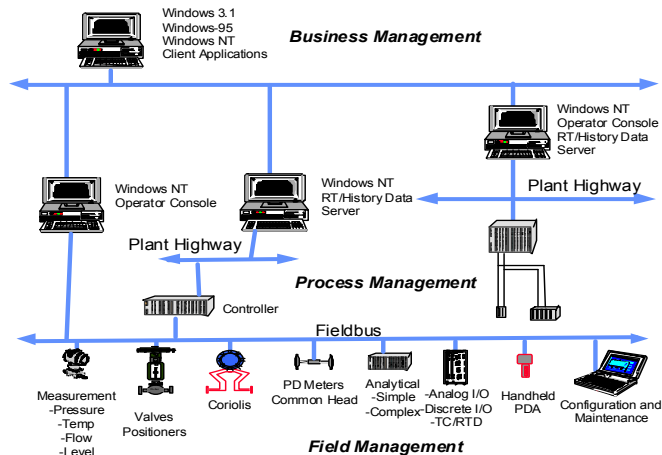 Windows 3.1
Windows-95
Windows NT
Client Applications
Business Management
Windows NT
Operator Console
RT/History Data
Server
Windows NT
Operator Console
Windows NT
RT/History Data
Server
Plant Highway
Plant Highway
Process Management
Controller
Fieldbus
Measurement
-Pressure
-Temp
-Flow
-Level
Valves
Positioners
Coriolis
PD Meters
Common Head
Analytical
-Simple
-Complex
-Analog I/O
-Discrete I/O
-TC/RTD
Handheld
PDA
Configuration and
Maintenance
Field Management